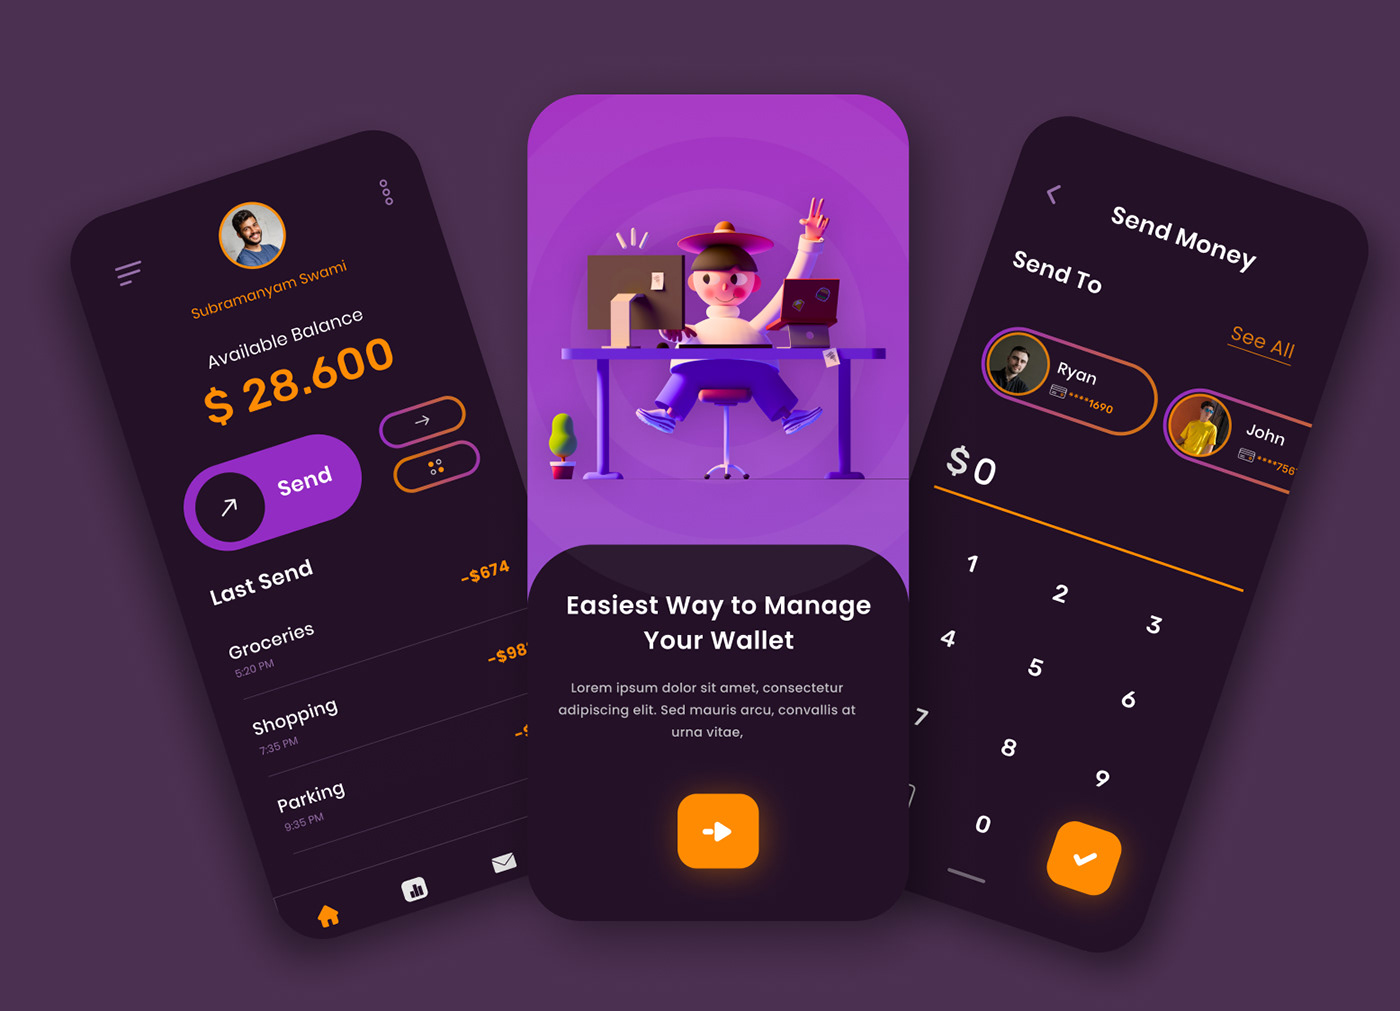 Subramanyam Swami
Available Balance
$ 28.600
Send
Last Send
-$674
Groceries
5:20 PM
Shopping
7:35 PM
Parking
9:35 PM
Easiest Way to Manage
Your Wallet
Lorem ipsum dolor sit amet, consectetur
adipiscing elit. Sed mauris arcu, convallis at
urna vitae,
Send Money
Send To
See All
Ryan
****1690
John
$0
1
2
3
4
5
6
7
8
9
0